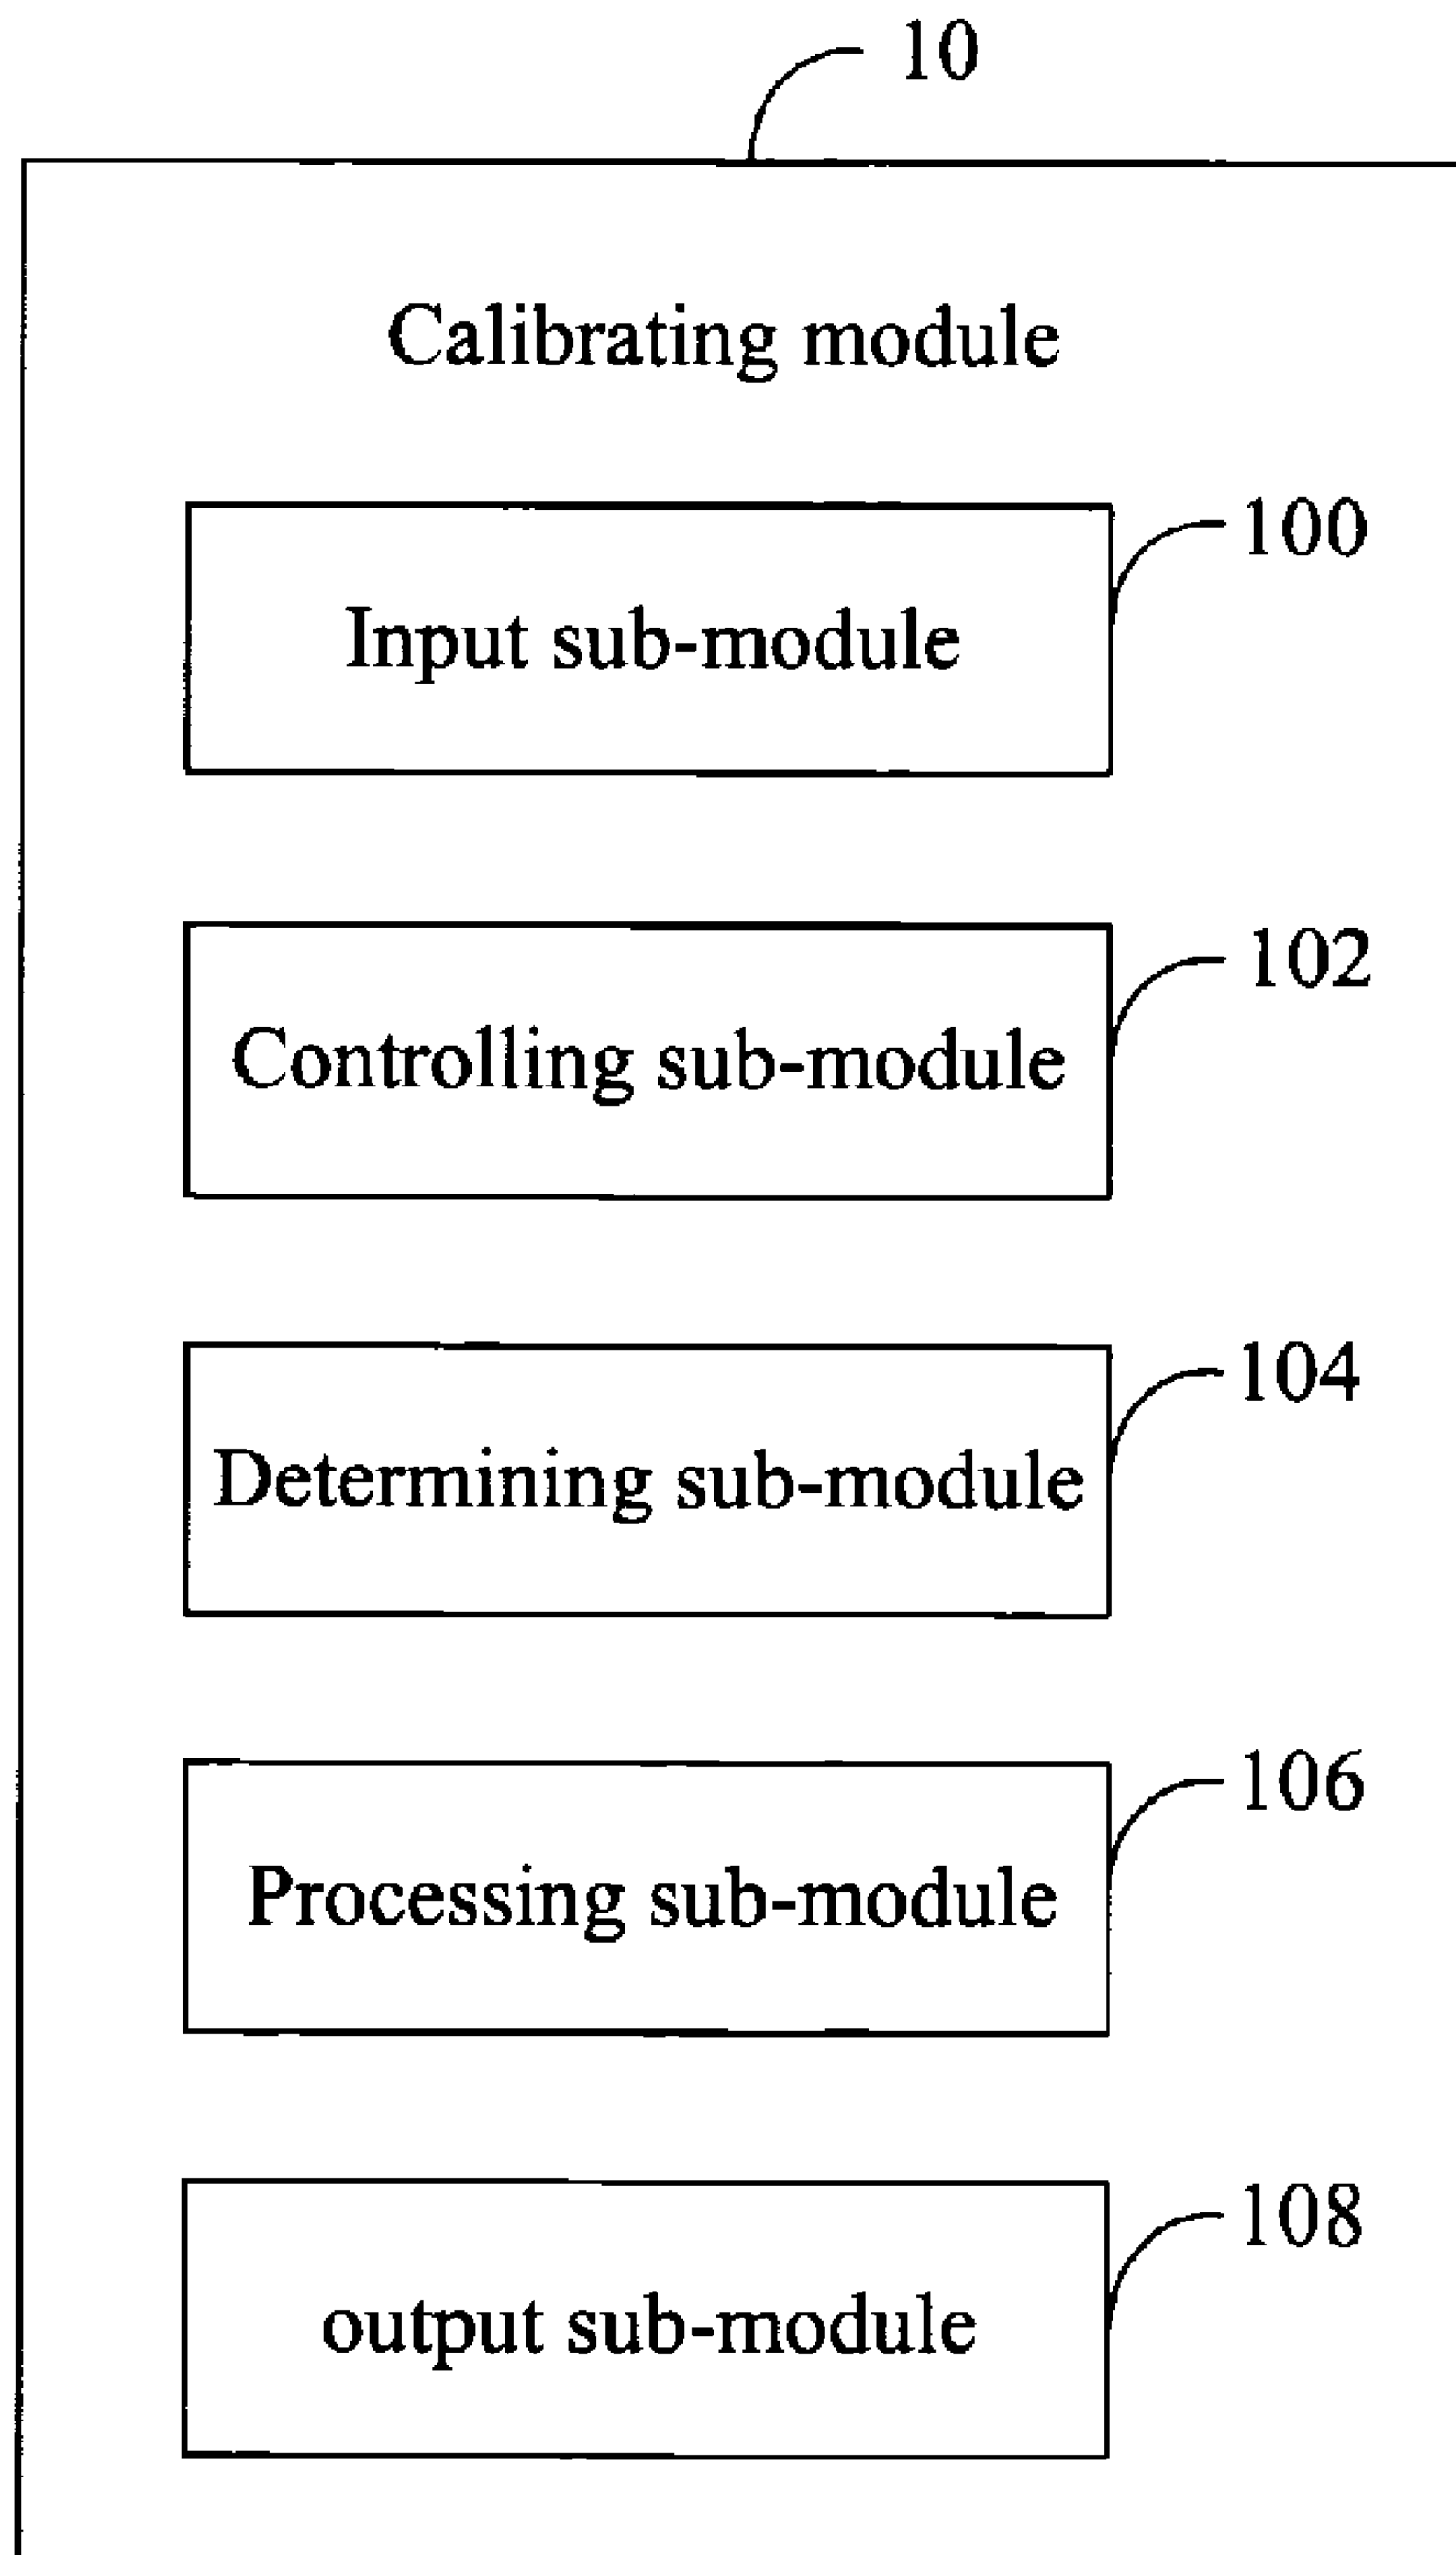 10
Calibrating module
100
Input sub-module
102
Controlling sub-module
104
Determining sub-module
106
Processing sub-module
108
output sub-module